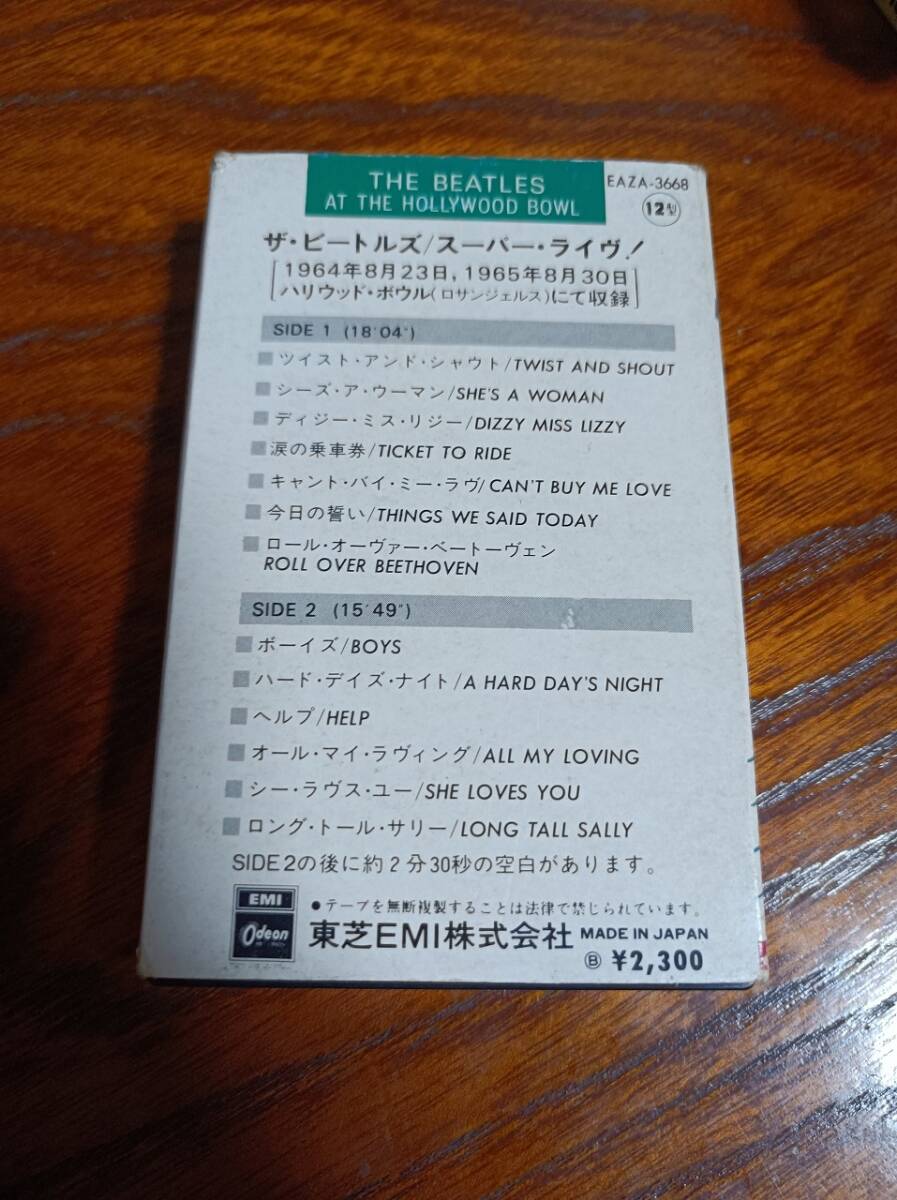 THE BEATLES
AT THE HOLLYWOOD BOWL
EAZA-3668
12型
ザ・ビートルズ/スーパー・ライヴ!
[1964年8月23日, 1965年8月30日
ハリウッド・ボウル(ロサンジェルス)にて収録]
SIDE 1 (18'04")
ツイスト・アンド・シャウト/TWIST AND SHOUT
シーズ・ア・ウーマン/SHE'S A WOMAN
ディジー・ミス・リジー/DIZZY MISS LIZZY
涙の乗車券/TICKET TO RIDE
キャント・バイ・ミー・ラヴ/CAN'T BUY ME LOVE
今日の誓い/THINGS WE SAID TODAY
ロール・オーヴァー・ベートーヴェン
ROLL OVER BEETHOVEN
SIDE 2 (15'49")
ボーイズ/BOYS
ハード・デイズ・ナイト/A HARD DAY'S NIGHT
ヘルプ/HELP
オール・マイ・ラヴィング/ALL MY LOVING
シー・ラヴス・ユー/SHE LOVES YOU
ロング・トール・サリー/LONG TALL SALLY
SIDE2の後に約2分30秒の空白があります。
EMI
Odeon
●テープを無断複製することは法律で禁じられています。
東芝EMI株式会社 MADE IN JAPAN
Ⓑ ¥2,300